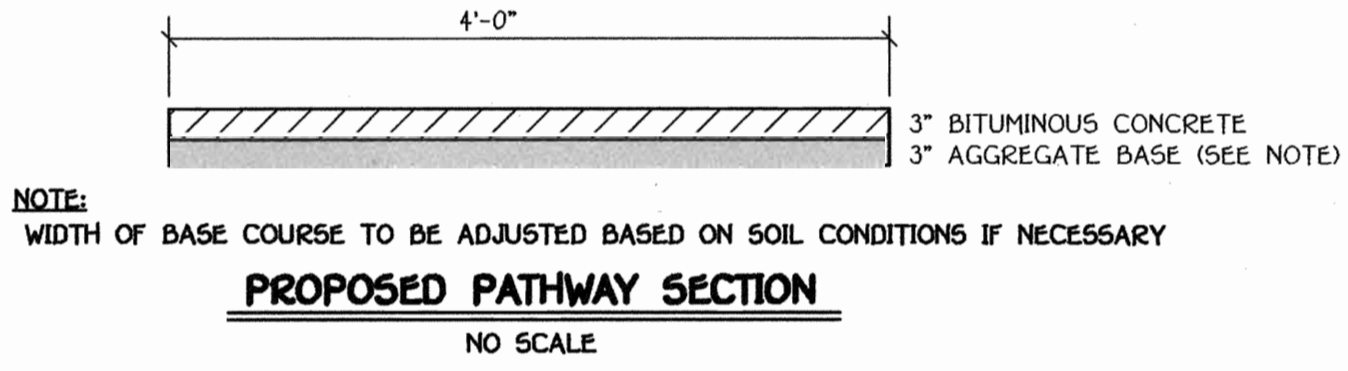 4'-0"
3" BITUMINOUS CONCRETE
3" AGGREGATE BASE (SEE NOTE)
NOTE:
WIDTH OF BASE COURSE TO BE ADJUSTED BASED ON SOIL CONDITIONS IF NECESSARY
PROPOSED PATHWAY SECTION
NO SCALE